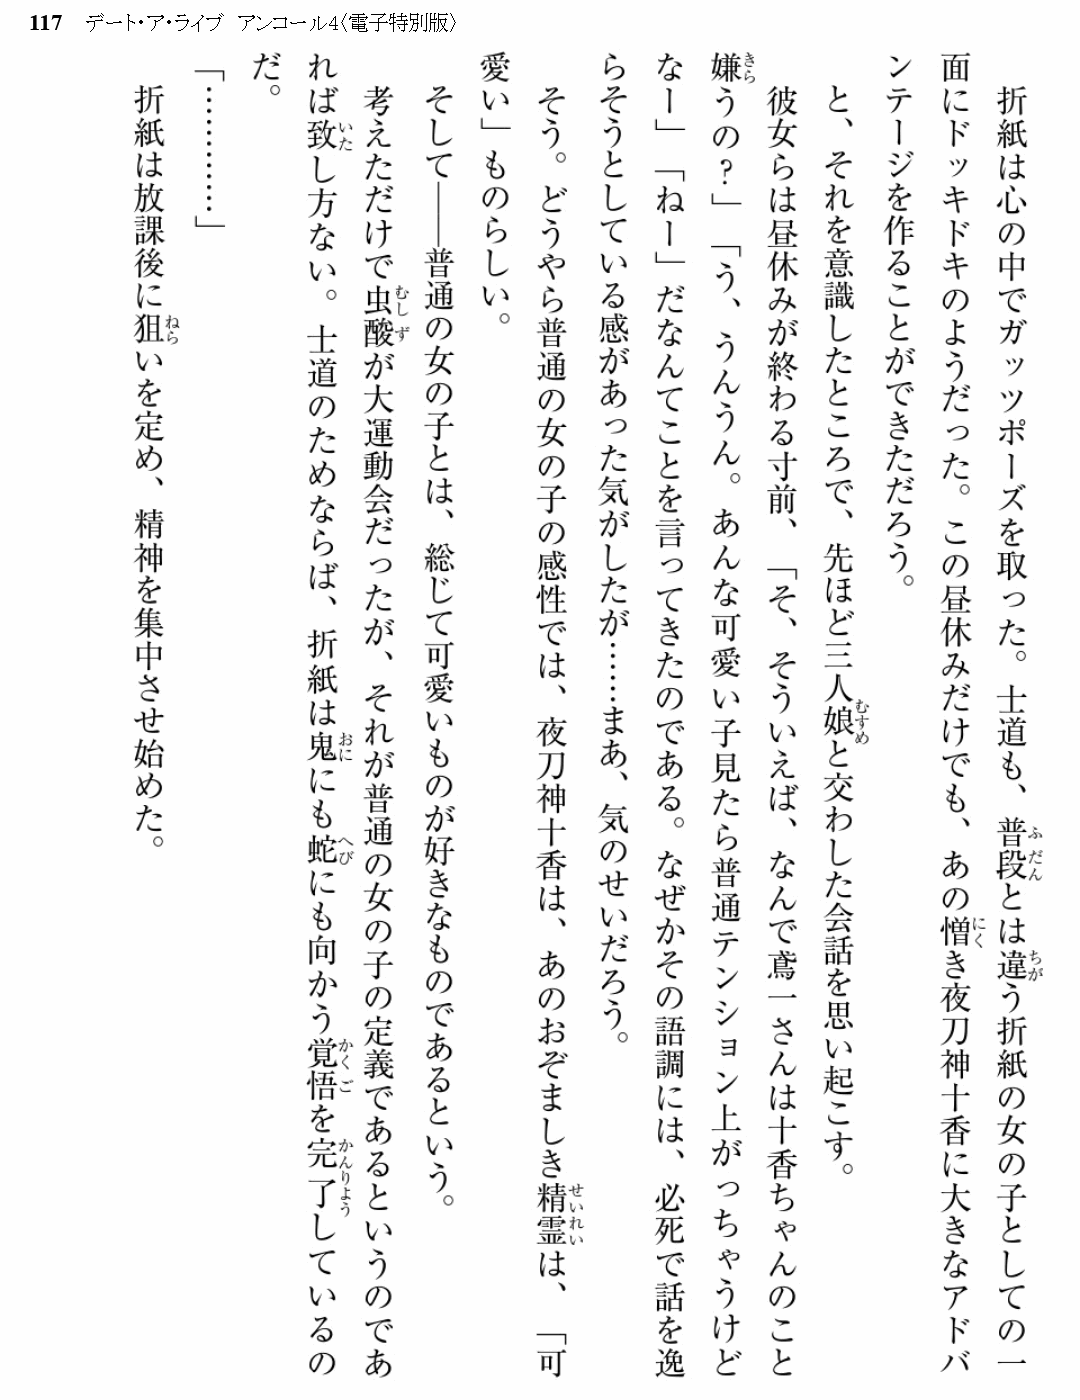 117 デート・ア・ライブ アンコール4〈電子特別版〉
折紙は心の中でガッツポーズを取った。士道も、普段とは違う折紙の女の子としての一
面にドッキドキのようだった。この昼休みだけでも、あの憎き夜刀神十香に大きなアドバ
ンテージを作ることができただろう。
と、それを意識したところで、先ほど三人娘と交わした会話を思い起こす。
彼女らは昼休みが終わる寸前、「そ、そういえば、なんで鳶一さんは十香ちゃんのこと
嫌うの?」「う、うんうん。あんな可愛い子見たら普通テンション上がっちゃうけど
なー」「ねー」だなんてことを言ってきたのである。なぜかその語調には、必死で話を逸
らそうとしている感があった気がしたが……まあ、気のせいだろう。
そう。どうやら普通の女の子の感性では、夜刀神十香は、あのおぞましき精霊は、「可
愛い」ものらしい。
そして――普通の女の子とは、総じて可愛いものが好きなものであるという。
考えただけで虫酸が大運動会だったが、それが普通の女の子の定義であるというのであ
れば致し方ない。士道のためならば、折紙は鬼にも蛇にも向かう覚悟を完了しているの
だ。
「…………」
折紙は放課後に狙いを定め、精神を集中させ始めた。